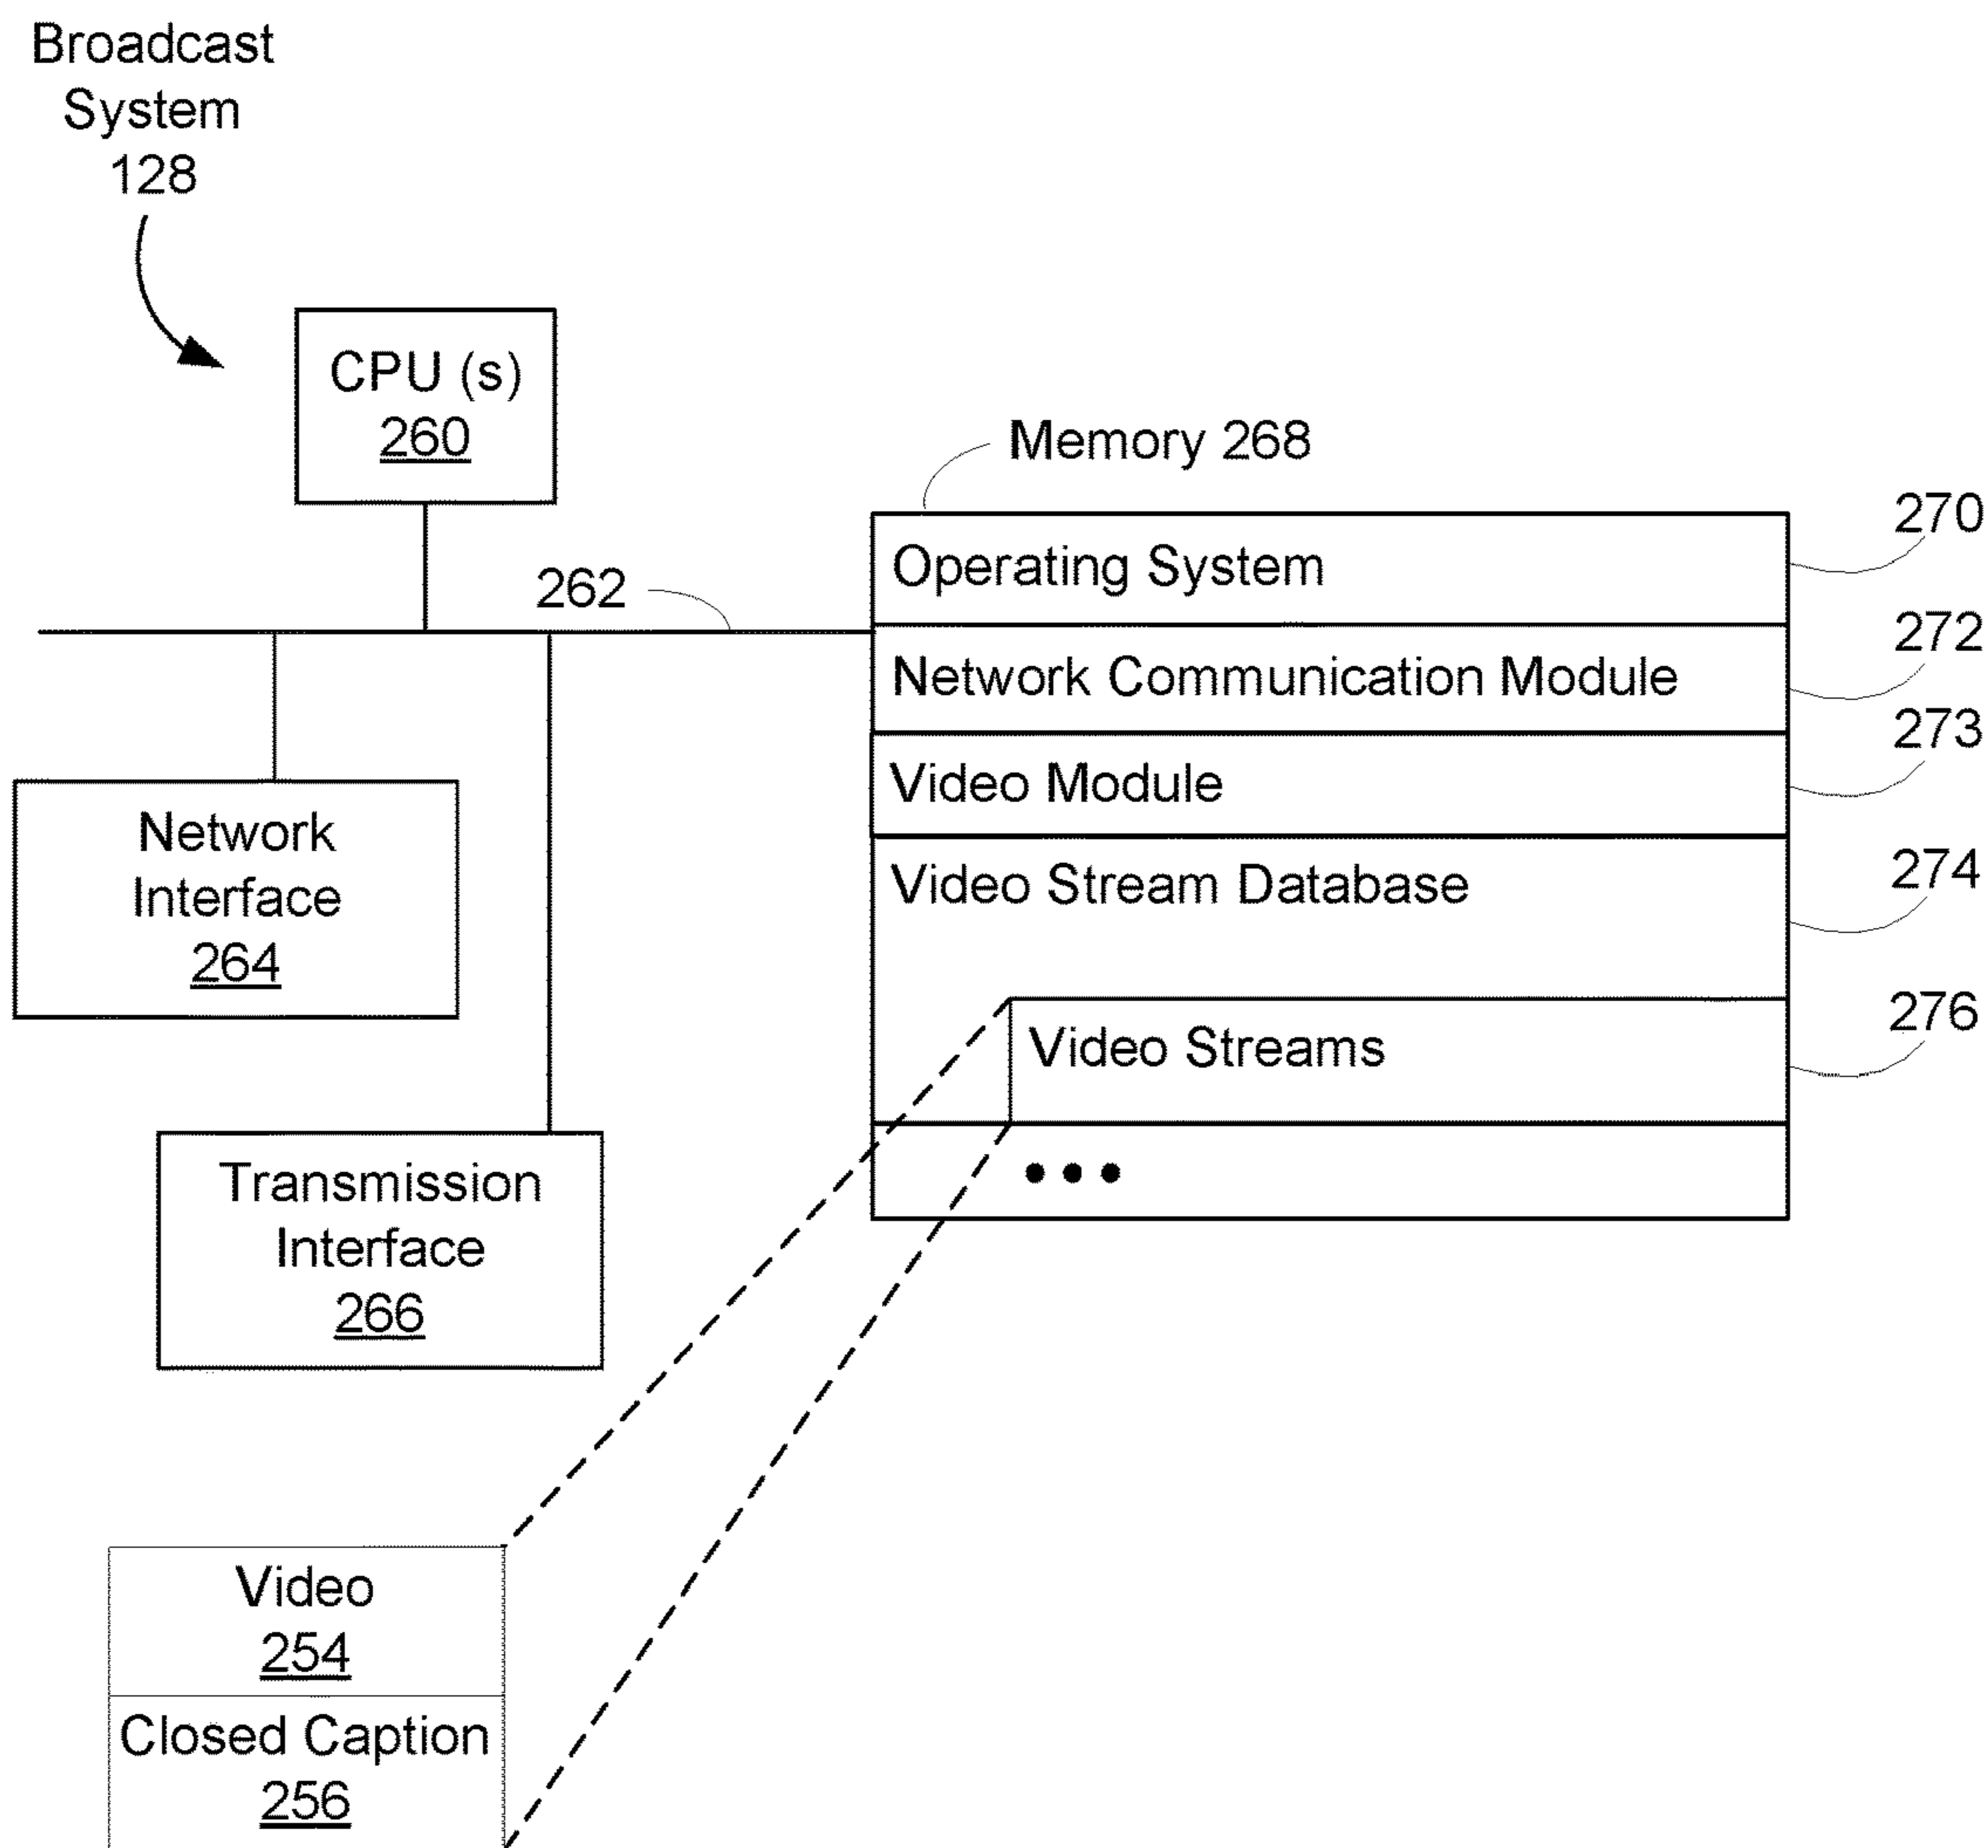 Broadcast
System
128
CPU (s)
260
Memory 268
262
Operating System
270
Network Communication Module
272
Video Module
273
Video Stream Database
274
Video Streams
276
Network
Interface
264
Transmission
Interface
266
Video
254
Closed Caption
256